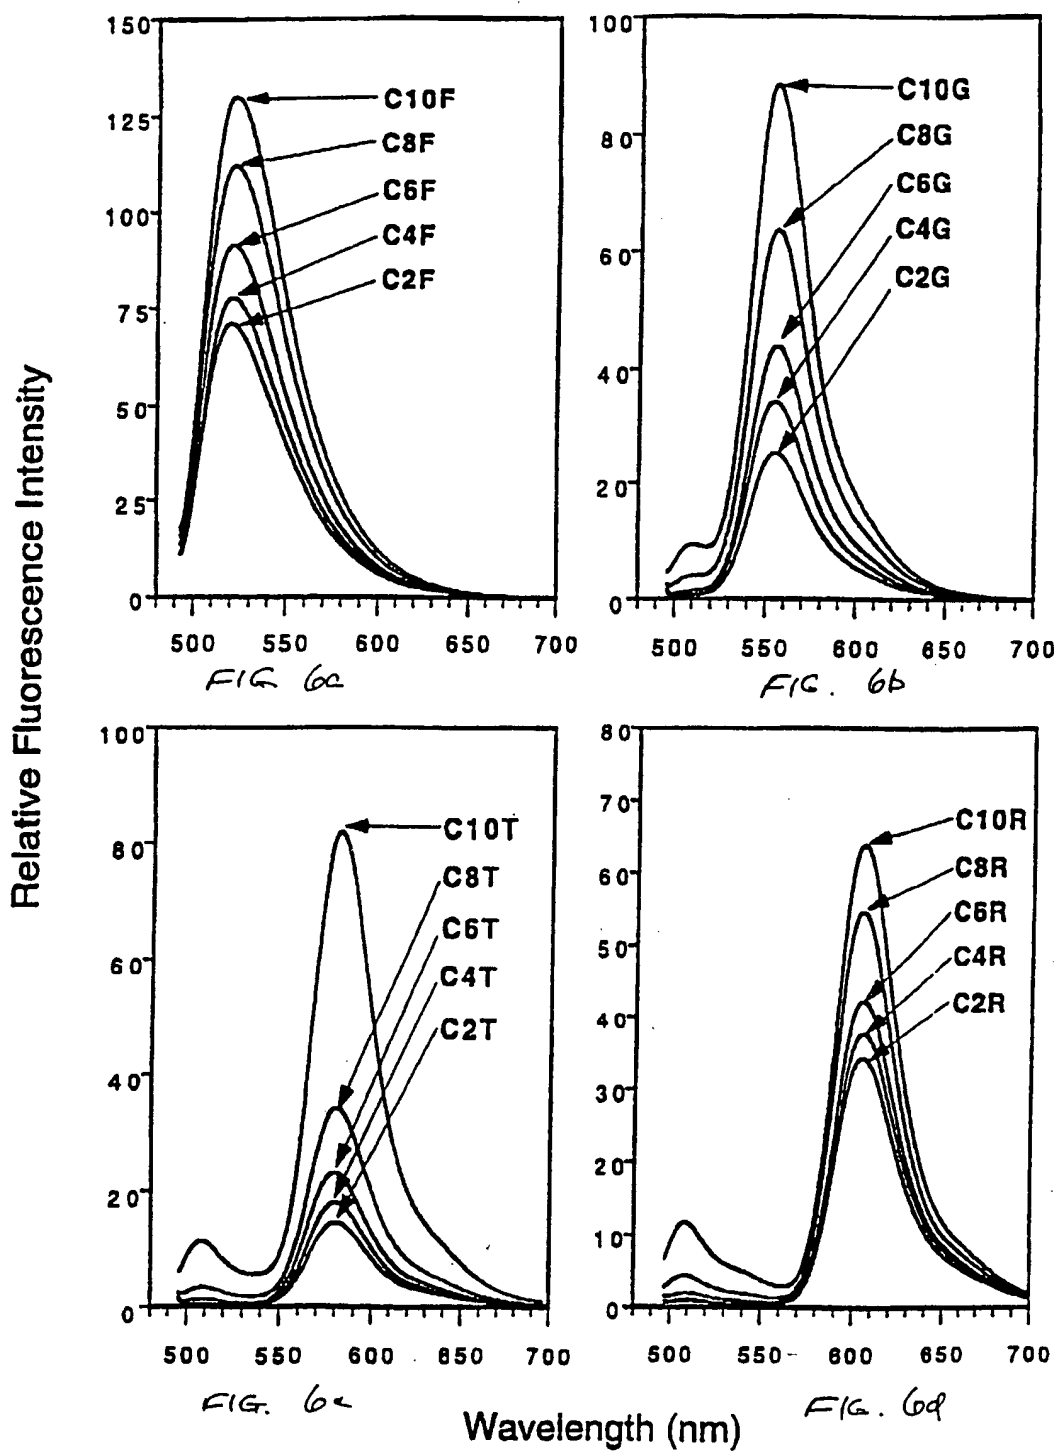 Relative Fluorescence Intensity
150
125
100
75
50
25
0
C10F
C8F
C6F
C4F
C2F
500 550 600 650 700
FIG 6a
100
80
60
40
20
0
C10G
C8G
C6G
C4G
C2G
500 550 600 650 700
FIG. 6b
100
80
60
40
20
0
C10T
C8T
C6T
C4T
C2T
500 550 600 650 700
FIG. 6c
80
70
60
50
40
30
20
10
0
C10R
C8R
C6R
C4R
C2R
500 550 600 650 700
FIG. 6d
Wavelength (nm)